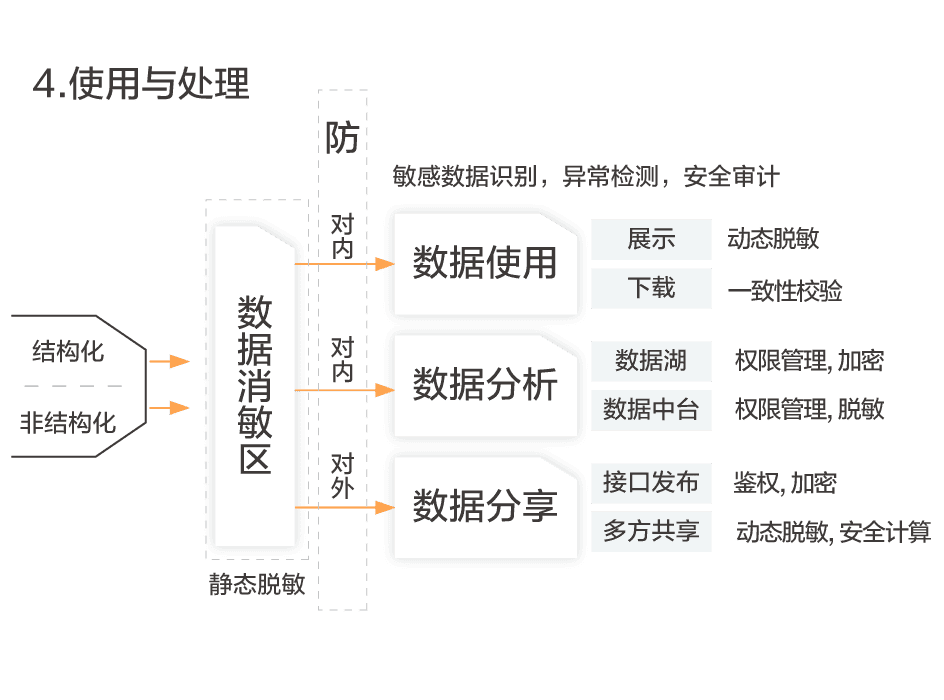 4.使用与处理
防
敏感数据识别，异常检测，安全审计
结构化
非结构化
数据消敏区
静态脱敏
对内
数据使用
展示
动态脱敏
下载
一致性校验
对内
数据分析
数据湖
权限管理, 加密
数据中台
权限管理, 脱敏
对外
数据分享
接口发布
鉴权, 加密
多方共享
动态脱敏, 安全计算